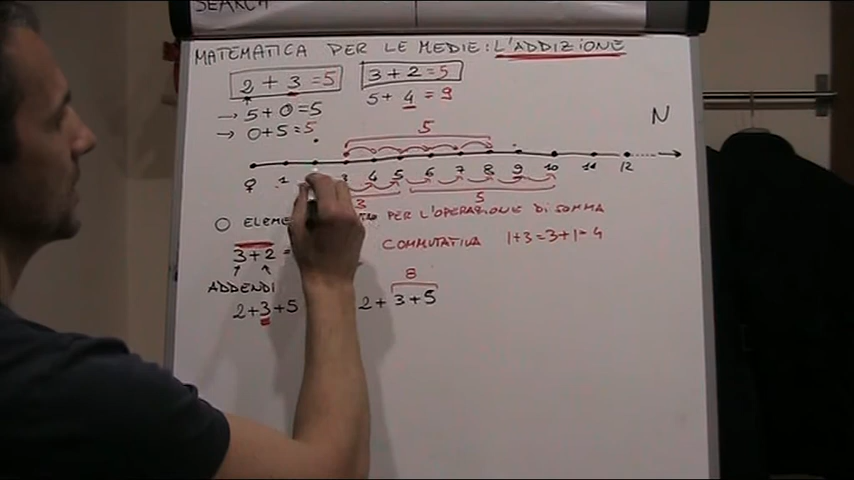 SEARCH
MATEMATICA PER LE MEDIE: L'ADDIZIONE
2 + 3 = 5 3 + 2 = 5
→ 5 + 0 = 5 5 + 4 = 9
→ 0 + 5 = 5
N
5
0 1 3 4 5 6 7 8 9 10 11 12
3 5
PER L'OPERAZIONE DI SOMMA
3 + 2 = COMMUTATIVA 1+3=3+1=4
ADDENDI 8
2+3+5 2 + 3 + 5